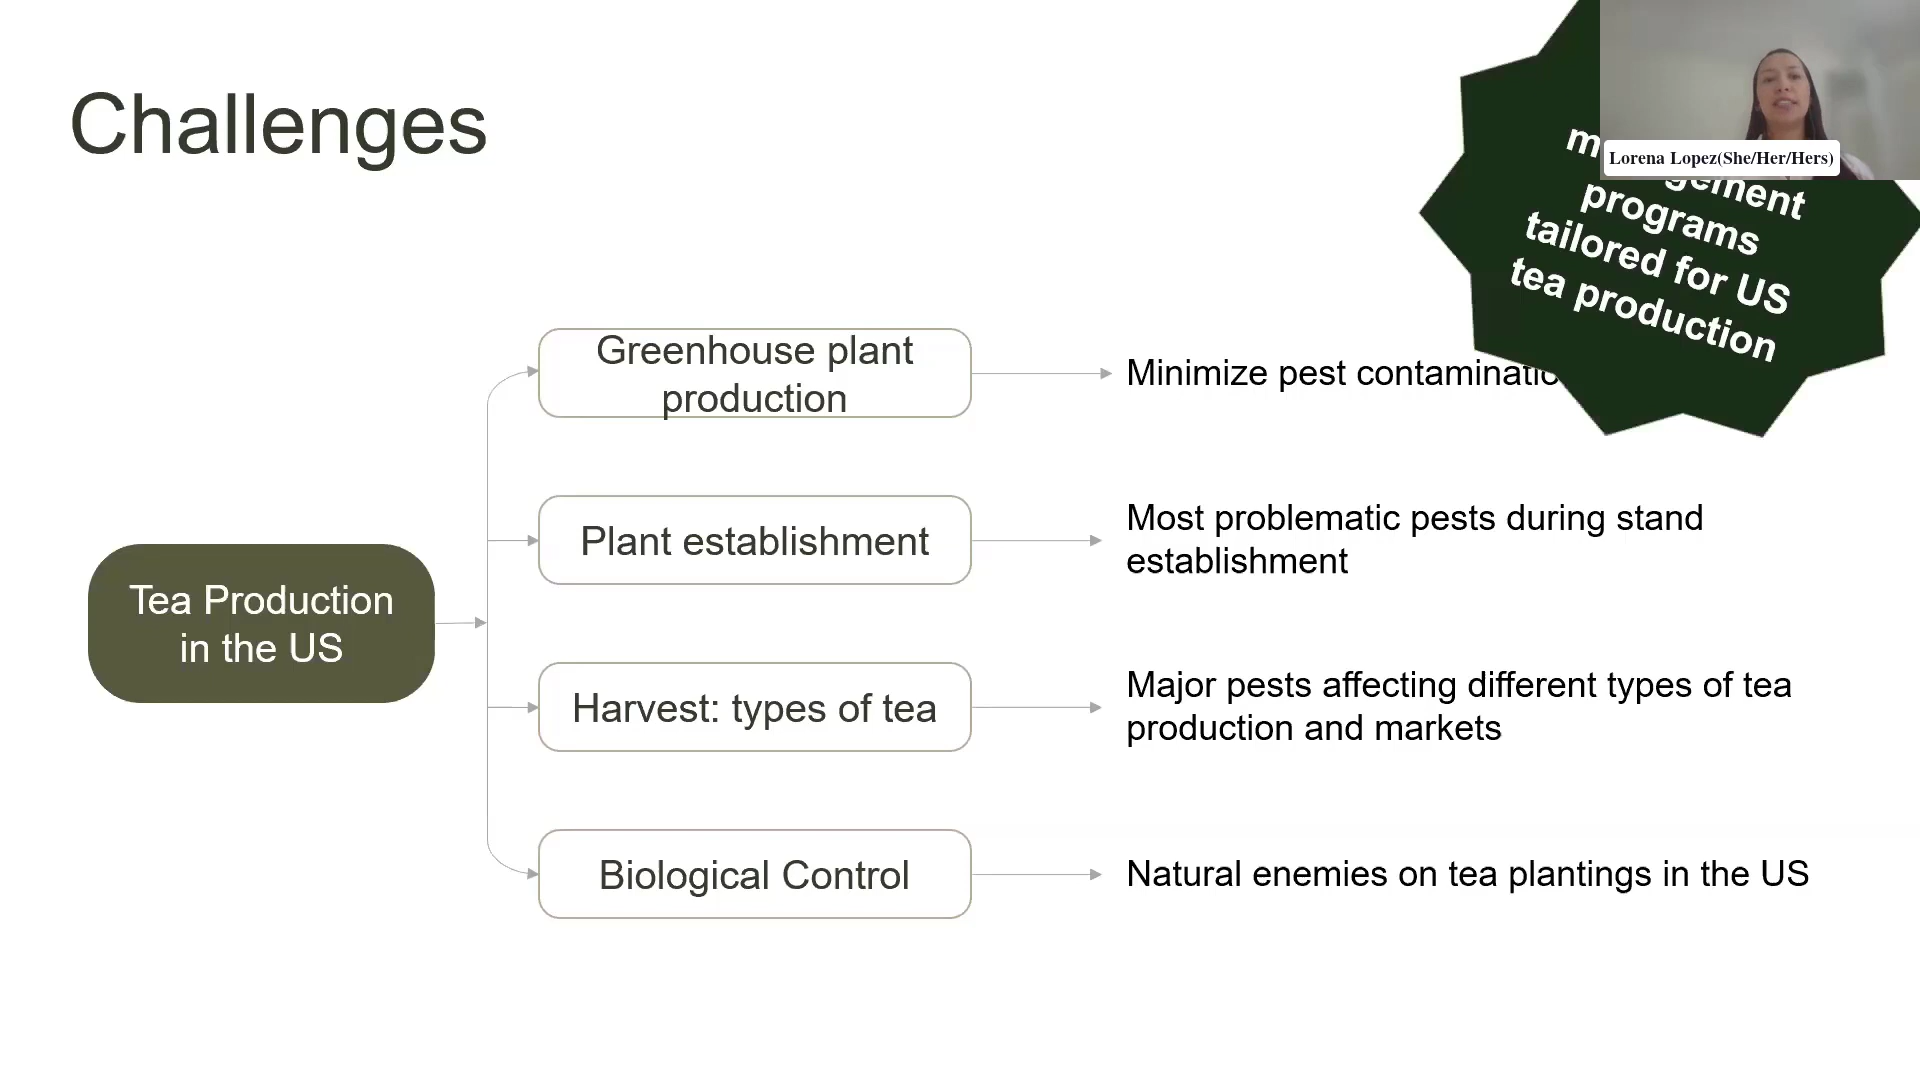 Challenges
Lorena Lopez(She/Her/Hers)
programs
tailored for US
tea production
Greenhouse plant
production
Minimize pest
Plant establishment
Most problematic pests during stand
establishment
Tea Production
in the US
Harvest: types of tea
Major pests affecting different types of tea
production and markets
Biological Control
Natural enemies on tea plantings in the US